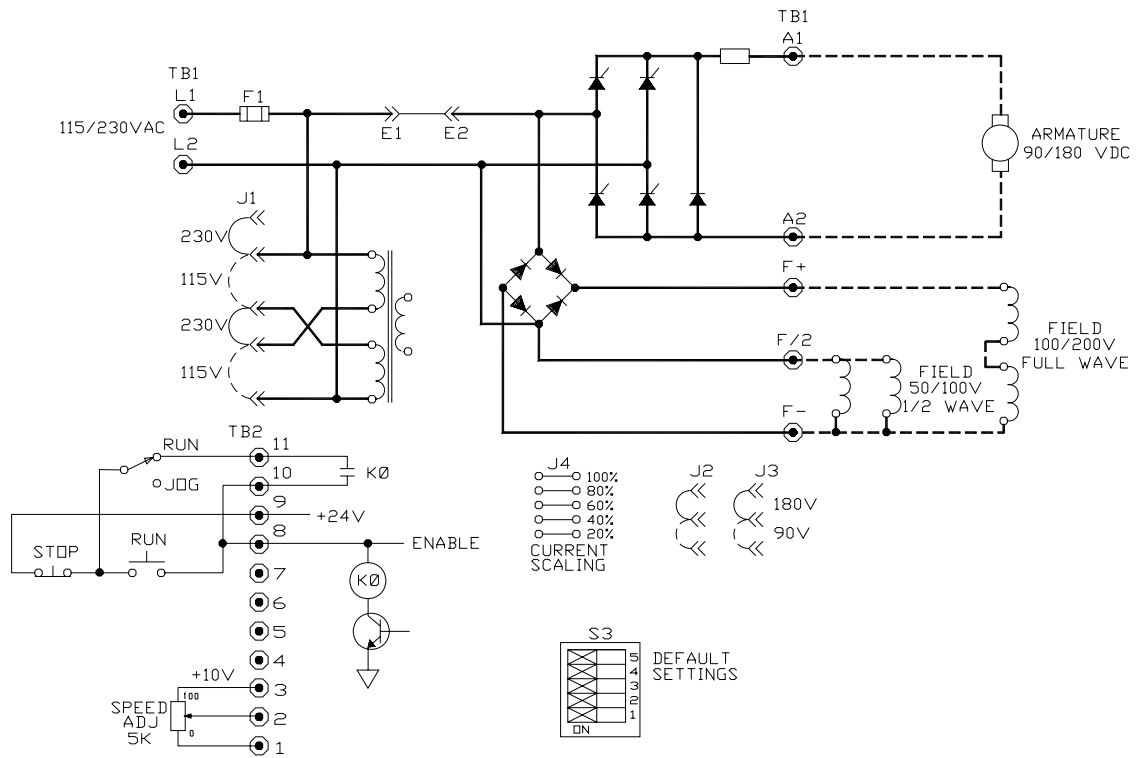 TB1
A1
TB1
L1
F1
115/230VAC
E1
E2
L2
ARMATURE
90/180 VDC
J1
230V
115V
230V
115V
A2
F+
F/2
F-
FIELD
100/200V
FULL WAVE
FIELD
50/100V
1/2 WAVE
TB2
RUN
JOG
11
10
9
8
7
6
5
4
3
2
1
K0
+24V
STOP
RUN
ENABLE
K0
+10V
100
0
SPEED
ADJ
5K
J4
100%
80%
60%
40%
20%
CURRENT
SCALING
J2
J3
180V
90V
S3
5
4
3
2
1
ON
DEFAULT
SETTINGS